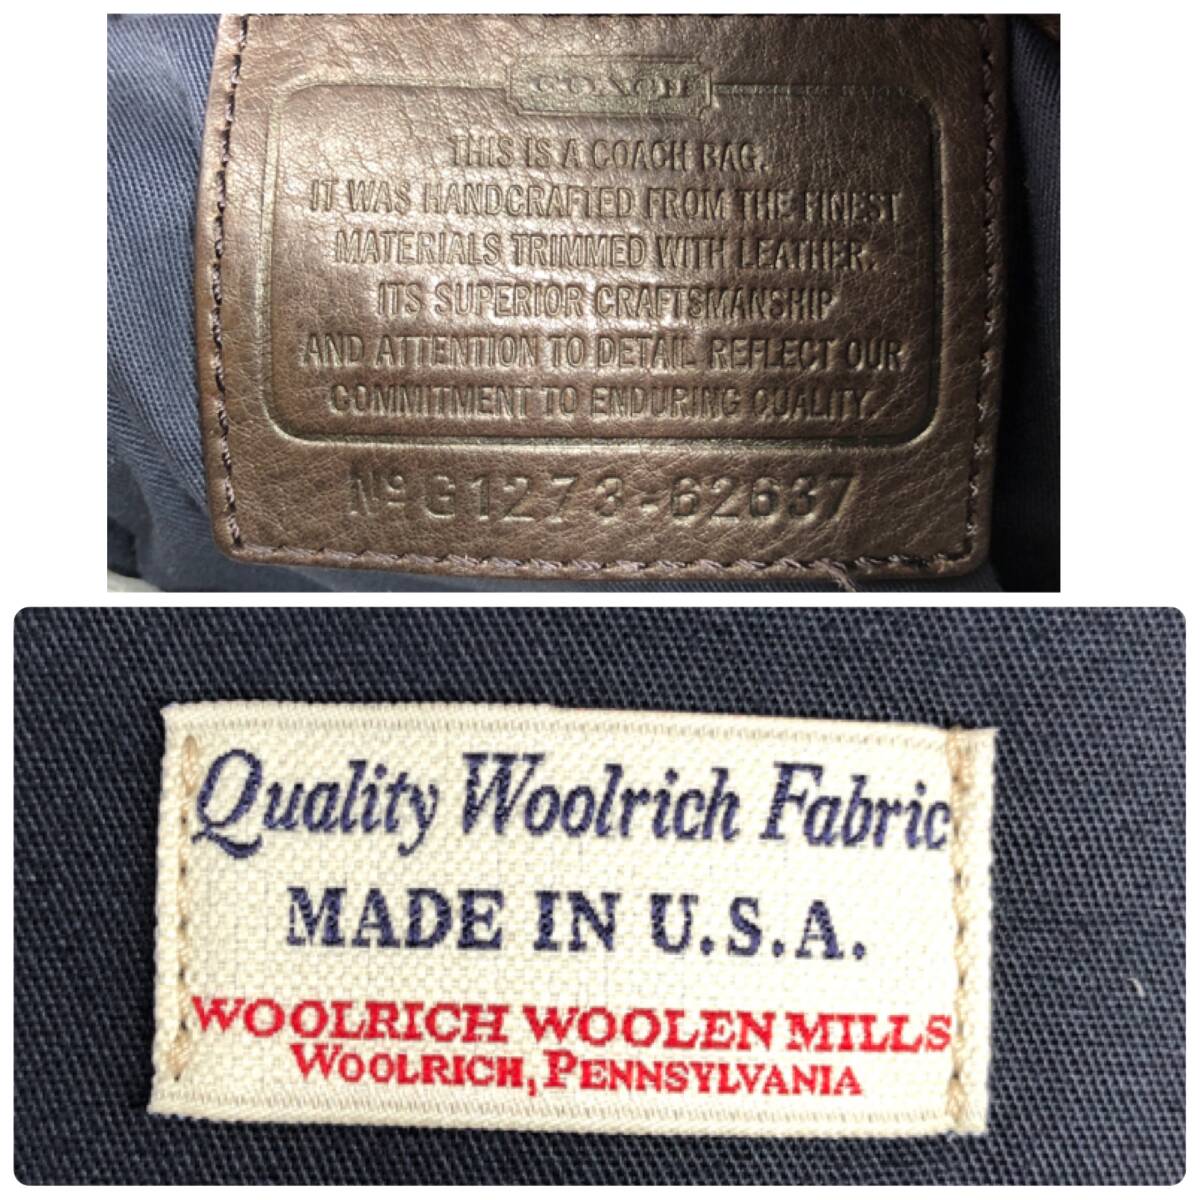 COACH
THIS IS A COACH BAG.
IT WAS HANDCRAFTED FROM THE FINEST
MATERIALS TRIMMED WITH LEATHER.
ITS SUPERIOR CRAFTSMANSHIP
AND ATTENTION TO DETAIL REFLECT OUR
COMMITMENT TO ENDURING QUALITY.
Nº G1273-62637
Quality Woolrich Fabric
MADE IN U.S.A.
WOOLRICH WOOLEN MILLS
WOOLRICH, PENNSYLVANIA